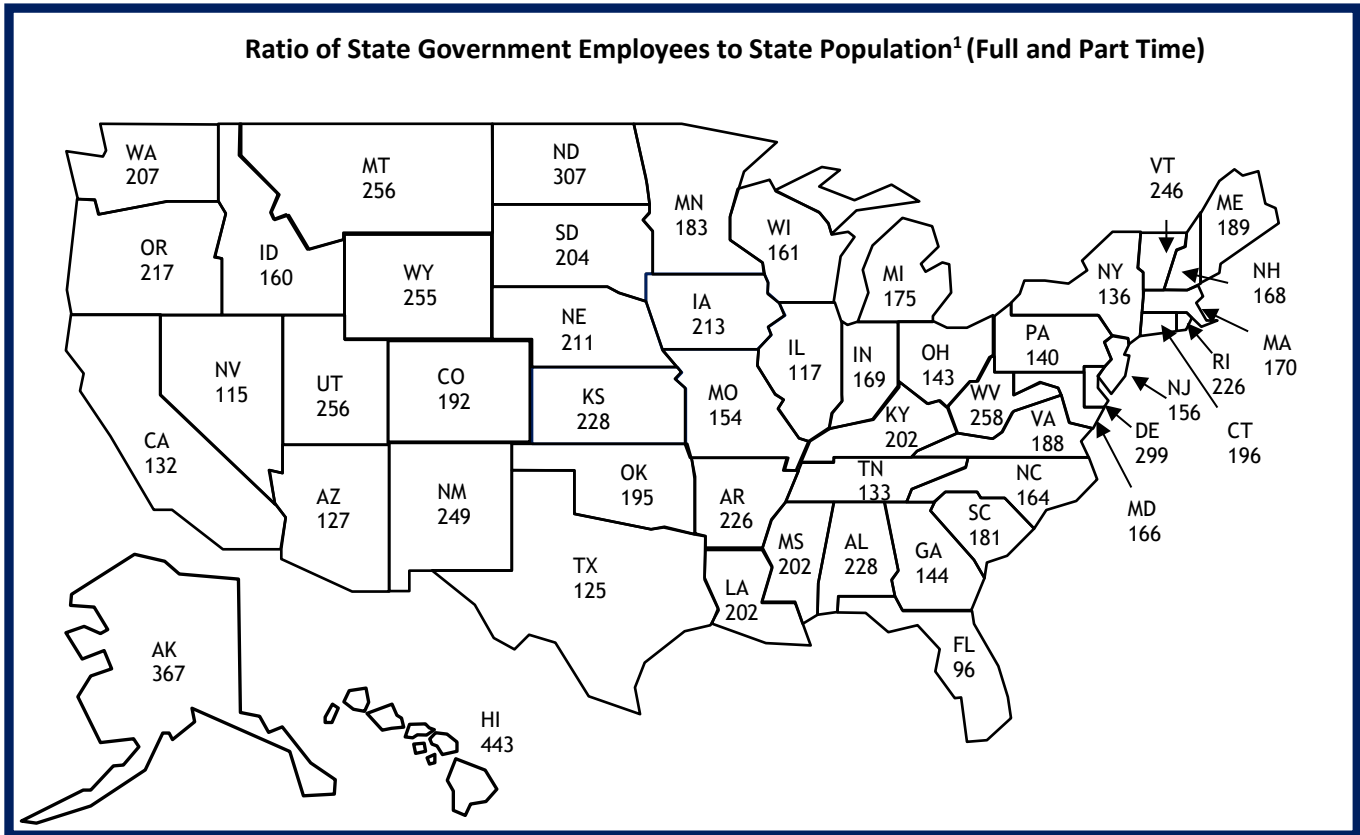 Ratio of State Government Employees to State Population¹ (Full and Part Time)
WA
207
MT
256
ND
307
MN
183
VT
246
ME
189
OR
217
ID
160
WY
255
SD
204
WI
161
MI
175
NY
136
NH
168
NV
115
UT
256
CO
192
NE
211
IA
213
IL
117
IN
169
OH
143
PA
140
MA
170
RI
226
NJ
156
CT
196
CA
132
KS
228
MO
154
KY
202
WV
258
VA
188
DE
299
MD
166
AZ
127
NM
249
OK
195
AR
226
TN
133
NC
164
SC
181
TX
125
LA
202
MS
202
AL
228
GA
144
FL
96
AK
367
HI
443